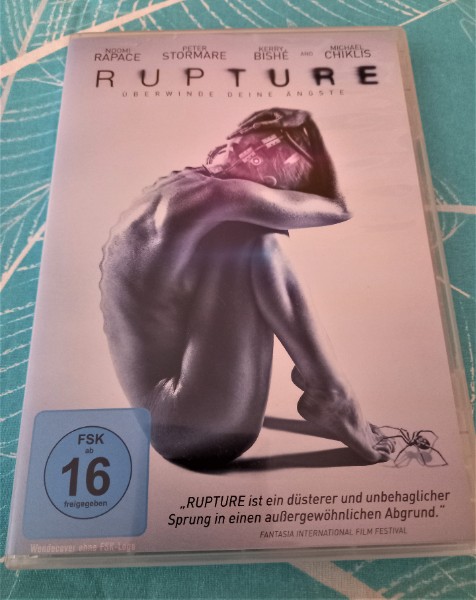 NOOMI RAPACE PETER STORMARE KERRY BISHÉ AND MICHAEL CHIKLIS
RUPTURE
ÜBERWINDE DEINE ÄNGSTE
FSK
ab
16
freigegeben
„RUPTURE ist ein düsterer und unbehaglicher
Sprung in einen außergewöhnlichen Abgrund.“
FANTASIA INTERNATIONAL FILM FESTIVAL
Wendecover ohne FSK-Logo